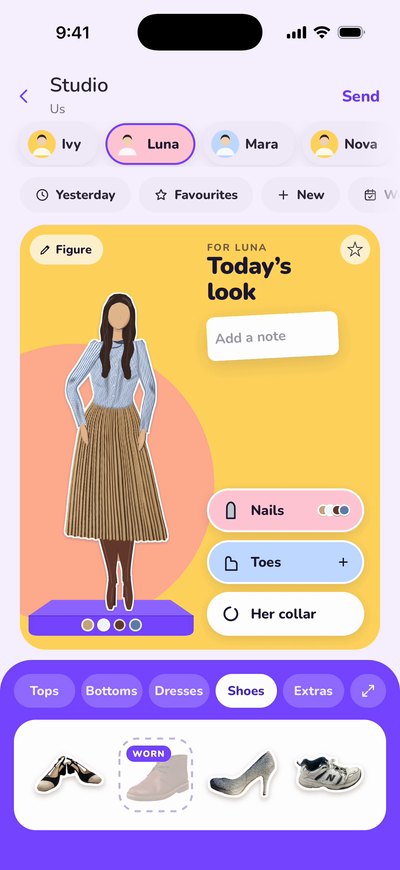 9:41
Studio
Us
Send
Ivy
Luna
Mara
Nova
Yesterday
Favourites
New
Figure
FOR LUNA
Today's
look
Add a note
Nails
Toes
Her collar
Tops
Bottoms
Dresses
Shoes
Extras
WORN